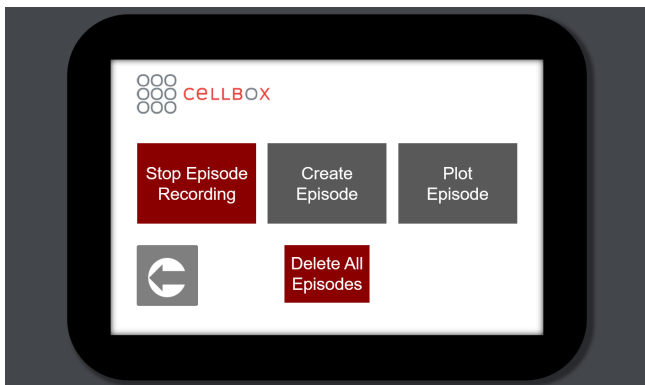 CELLBOX
Stop Episode
Recording
Create
Episode
Plot
Episode
Delete All
Episodes